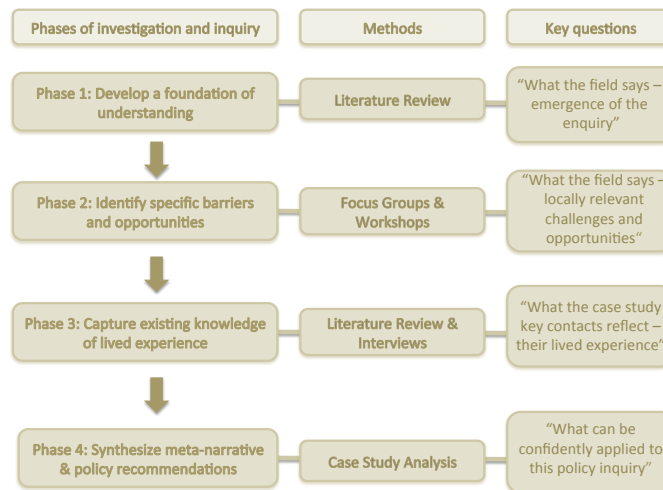 Phases of investigation and inquiry
Methods
Key questions
Phase 1: Develop a foundation of
understanding
Literature Review
“What the field says –
emergence of the
enquiry”
Phase 2: Identify specific barriers
and opportunities
Focus Groups &
Workshops
“What the field says –
locally relevant
challenges and
opportunities“
Phase 3: Capture existing knowledge
of lived experience
Literature Review &
Interviews
“What the case study
key contacts reflect –
their lived experience”
Phase 4: Synthesize meta-narrative
& policy recommendations
Case Study Analysis
“What can be
confidently applied to
this policy inquiry”